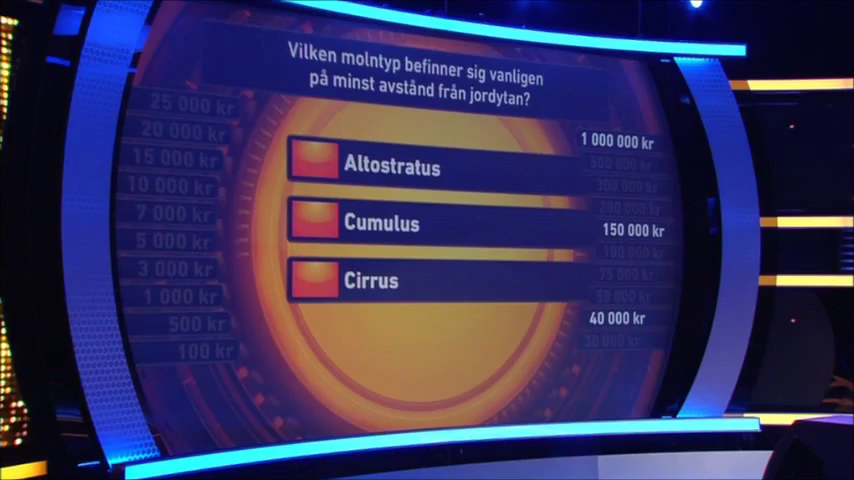 Vilken molntyp befinner sig vanligen
på minst avstånd från jordytan?
Altostratus
Cumulus
Cirrus
25 000 kr
20 000 kr
15 000 kr
10 000 kr
7 000 kr
5 000 kr
3 000 kr
1 000 kr
500 kr
100 kr
1 000 000 kr
500 000 kr
300 000 kr
200 000 kr
150 000 kr
100 000 kr
75 000 kr
50 000 kr
40 000 kr
30 000 kr